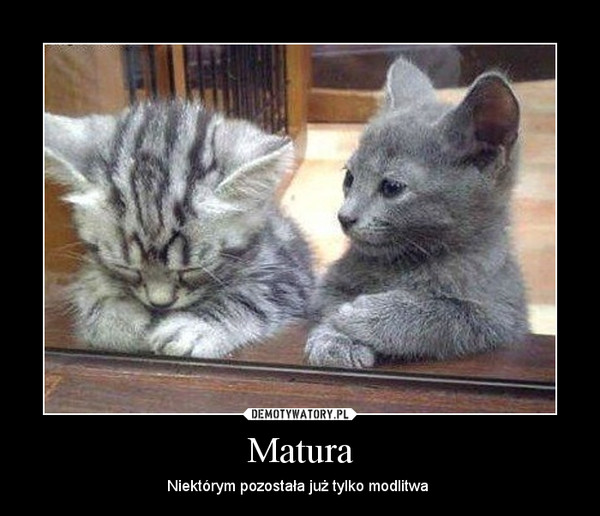 DEMOTYWATORY.PL
Matura
Niektórym pozostała już tylko modlitwa